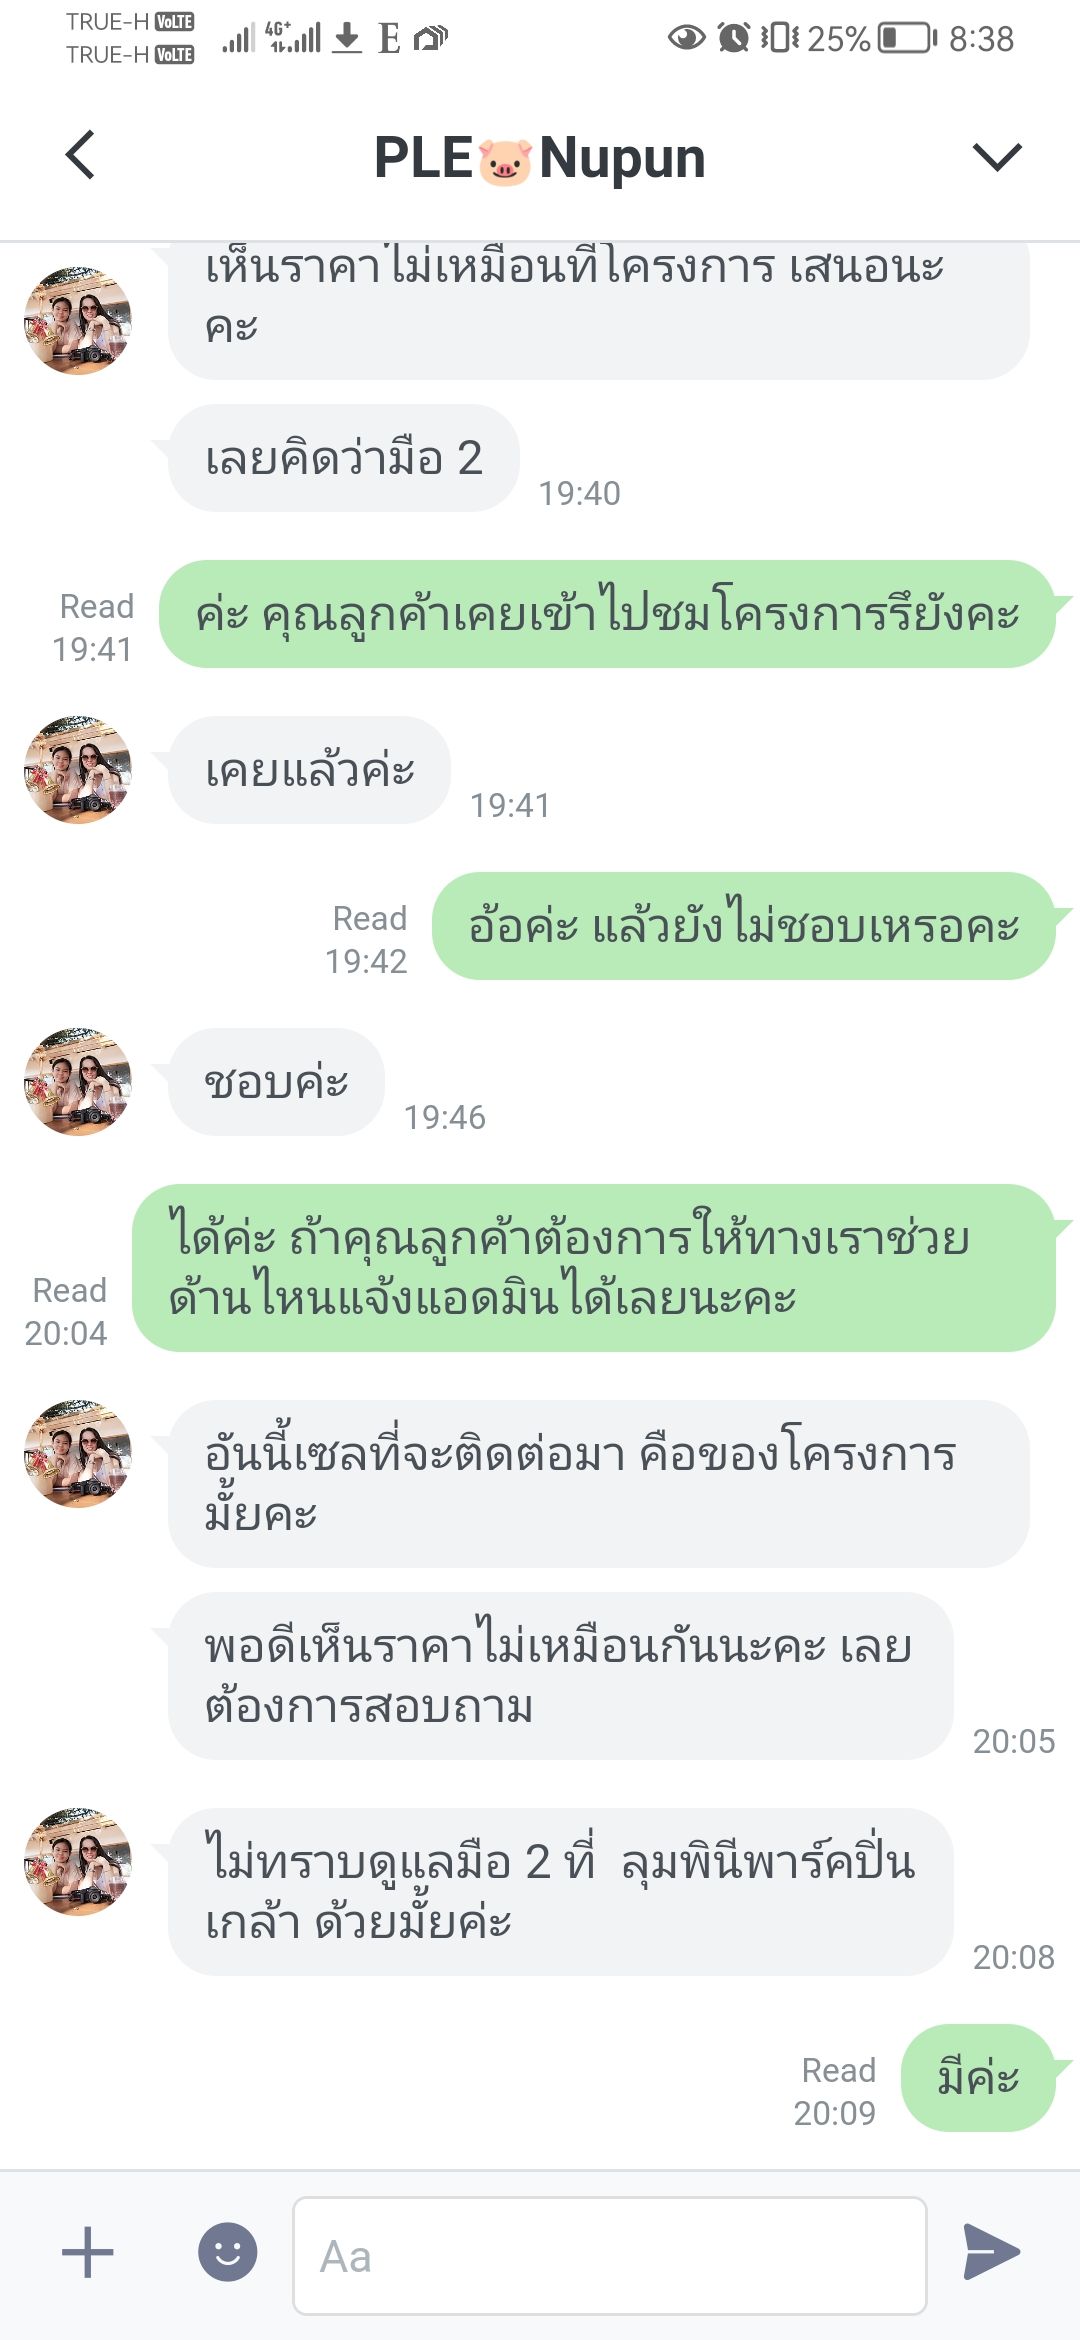 TRUE-H VoLTE
TRUE-H VoLTE
4G+
E
25%
8:38
PLE🐷Nupun
เห็นราคาไม่เหมือนที่โครงการ เสนอนะ
คะ
เลยคิดว่ามือ 2
19:40
Read
19:41
ค่ะ คุณลูกค้าเคยเข้าไปชมโครงการรึยังคะ
เคยแล้วค่ะ
19:41
Read
19:42
อ้อค่ะ แล้วยังไม่ชอบเหรอคะ
ชอบค่ะ
19:46
Read
20:04
ได้ค่ะ ถ้าคุณลูกค้าต้องการให้ทางเราช่วย
ด้านไหนแจ้งแอดมินได้เลยนะคะ
อันนี้เซลที่จะติดต่อมา คือของโครงการ
มั้ยคะ
พอดีเห็นราคาไม่เหมือนกันนะคะ เลย
ต้องการสอบถาม
20:05
ไม่ทราบดูแลมือ 2 ที่  ลุมพินีพาร์คปิ่น
เกล้า ด้วยมั้ยค่ะ
20:08
Read
20:09
มีค่ะ
Aa